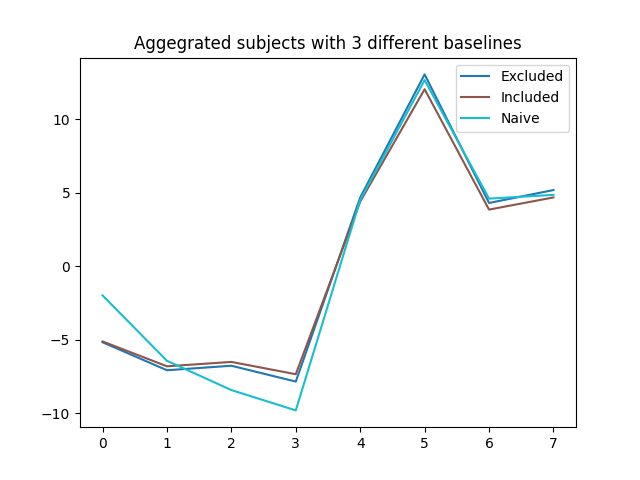 Aggegrated subjects with 3 different baselines
Excluded
Included
Naive
10
5
0
−5
−10
0 1 2 3 4 5 6 7